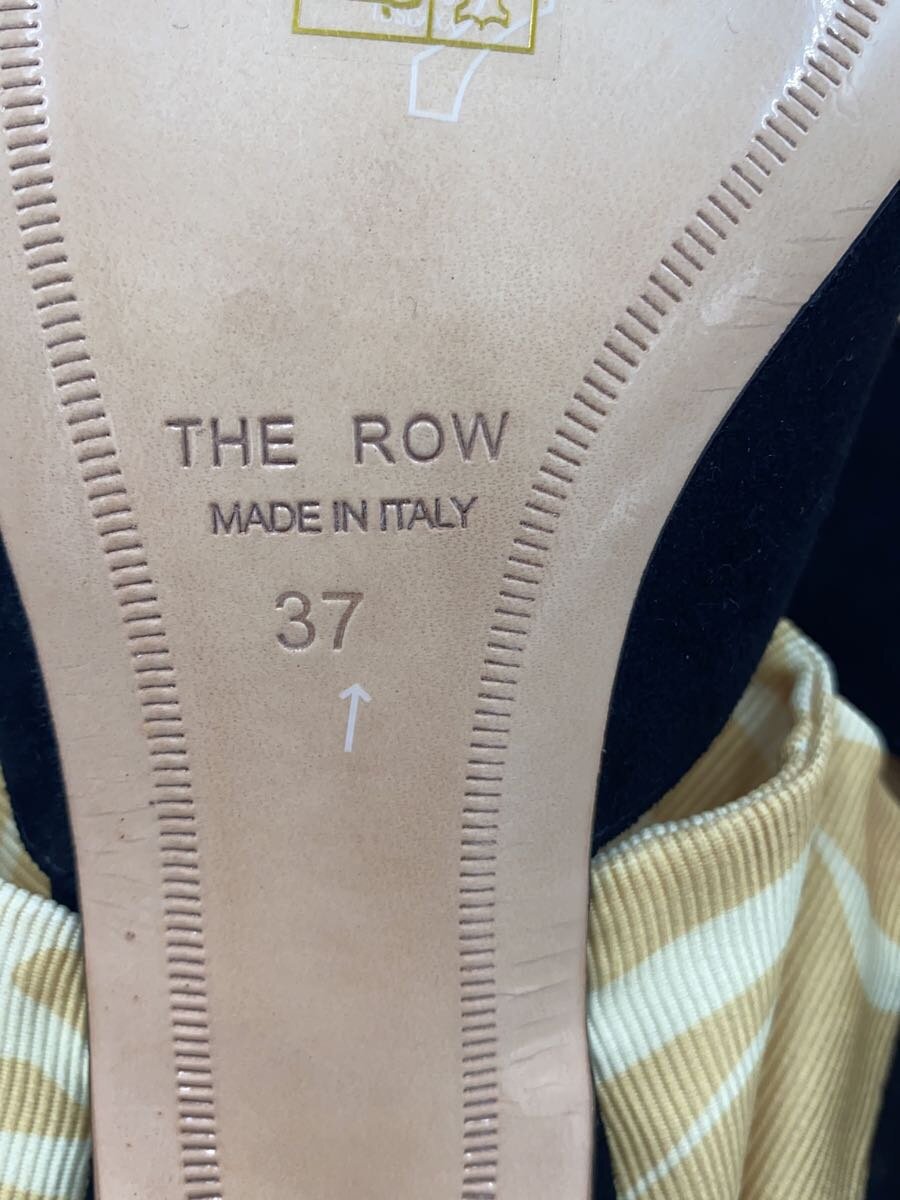 THE ROW
MADE IN ITALY
37